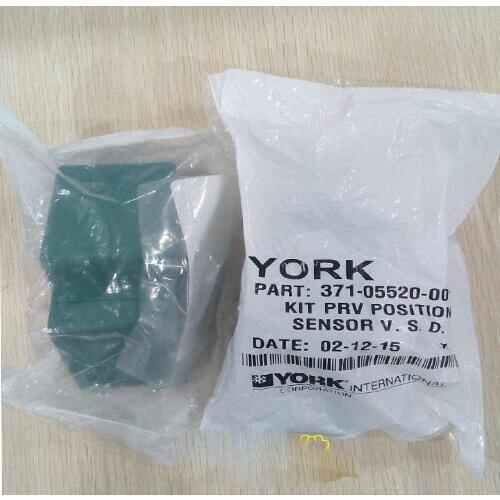 YORK
PART: 371-05520-00
KIT PRV POSITION
SENSOR V. S. D.
DATE: 02-12-15
YORK INTERNATIONAL
CORPORATION